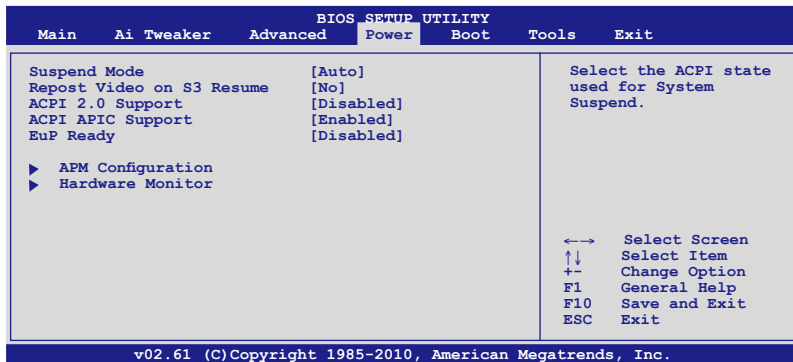 BIOS SETUP UTILITY
Main Ai Tweaker Advanced Power Boot Tools Exit
Suspend Mode [Auto]
Repost Video on S3 Resume [No]
ACPI 2.0 Support [Disabled]
ACPI APIC Support [Enabled]
EuP Ready [Disabled]
▶ APM Configuration
▶ Hardware Monitor
Select the ACPI state
used for System
Suspend.
←→ Select Screen
↑↓ Select Item
+- Change Option
F1 General Help
F10 Save and Exit
ESC Exit
v02.61 (C)Copyright 1985-2010, American Megatrends, Inc.